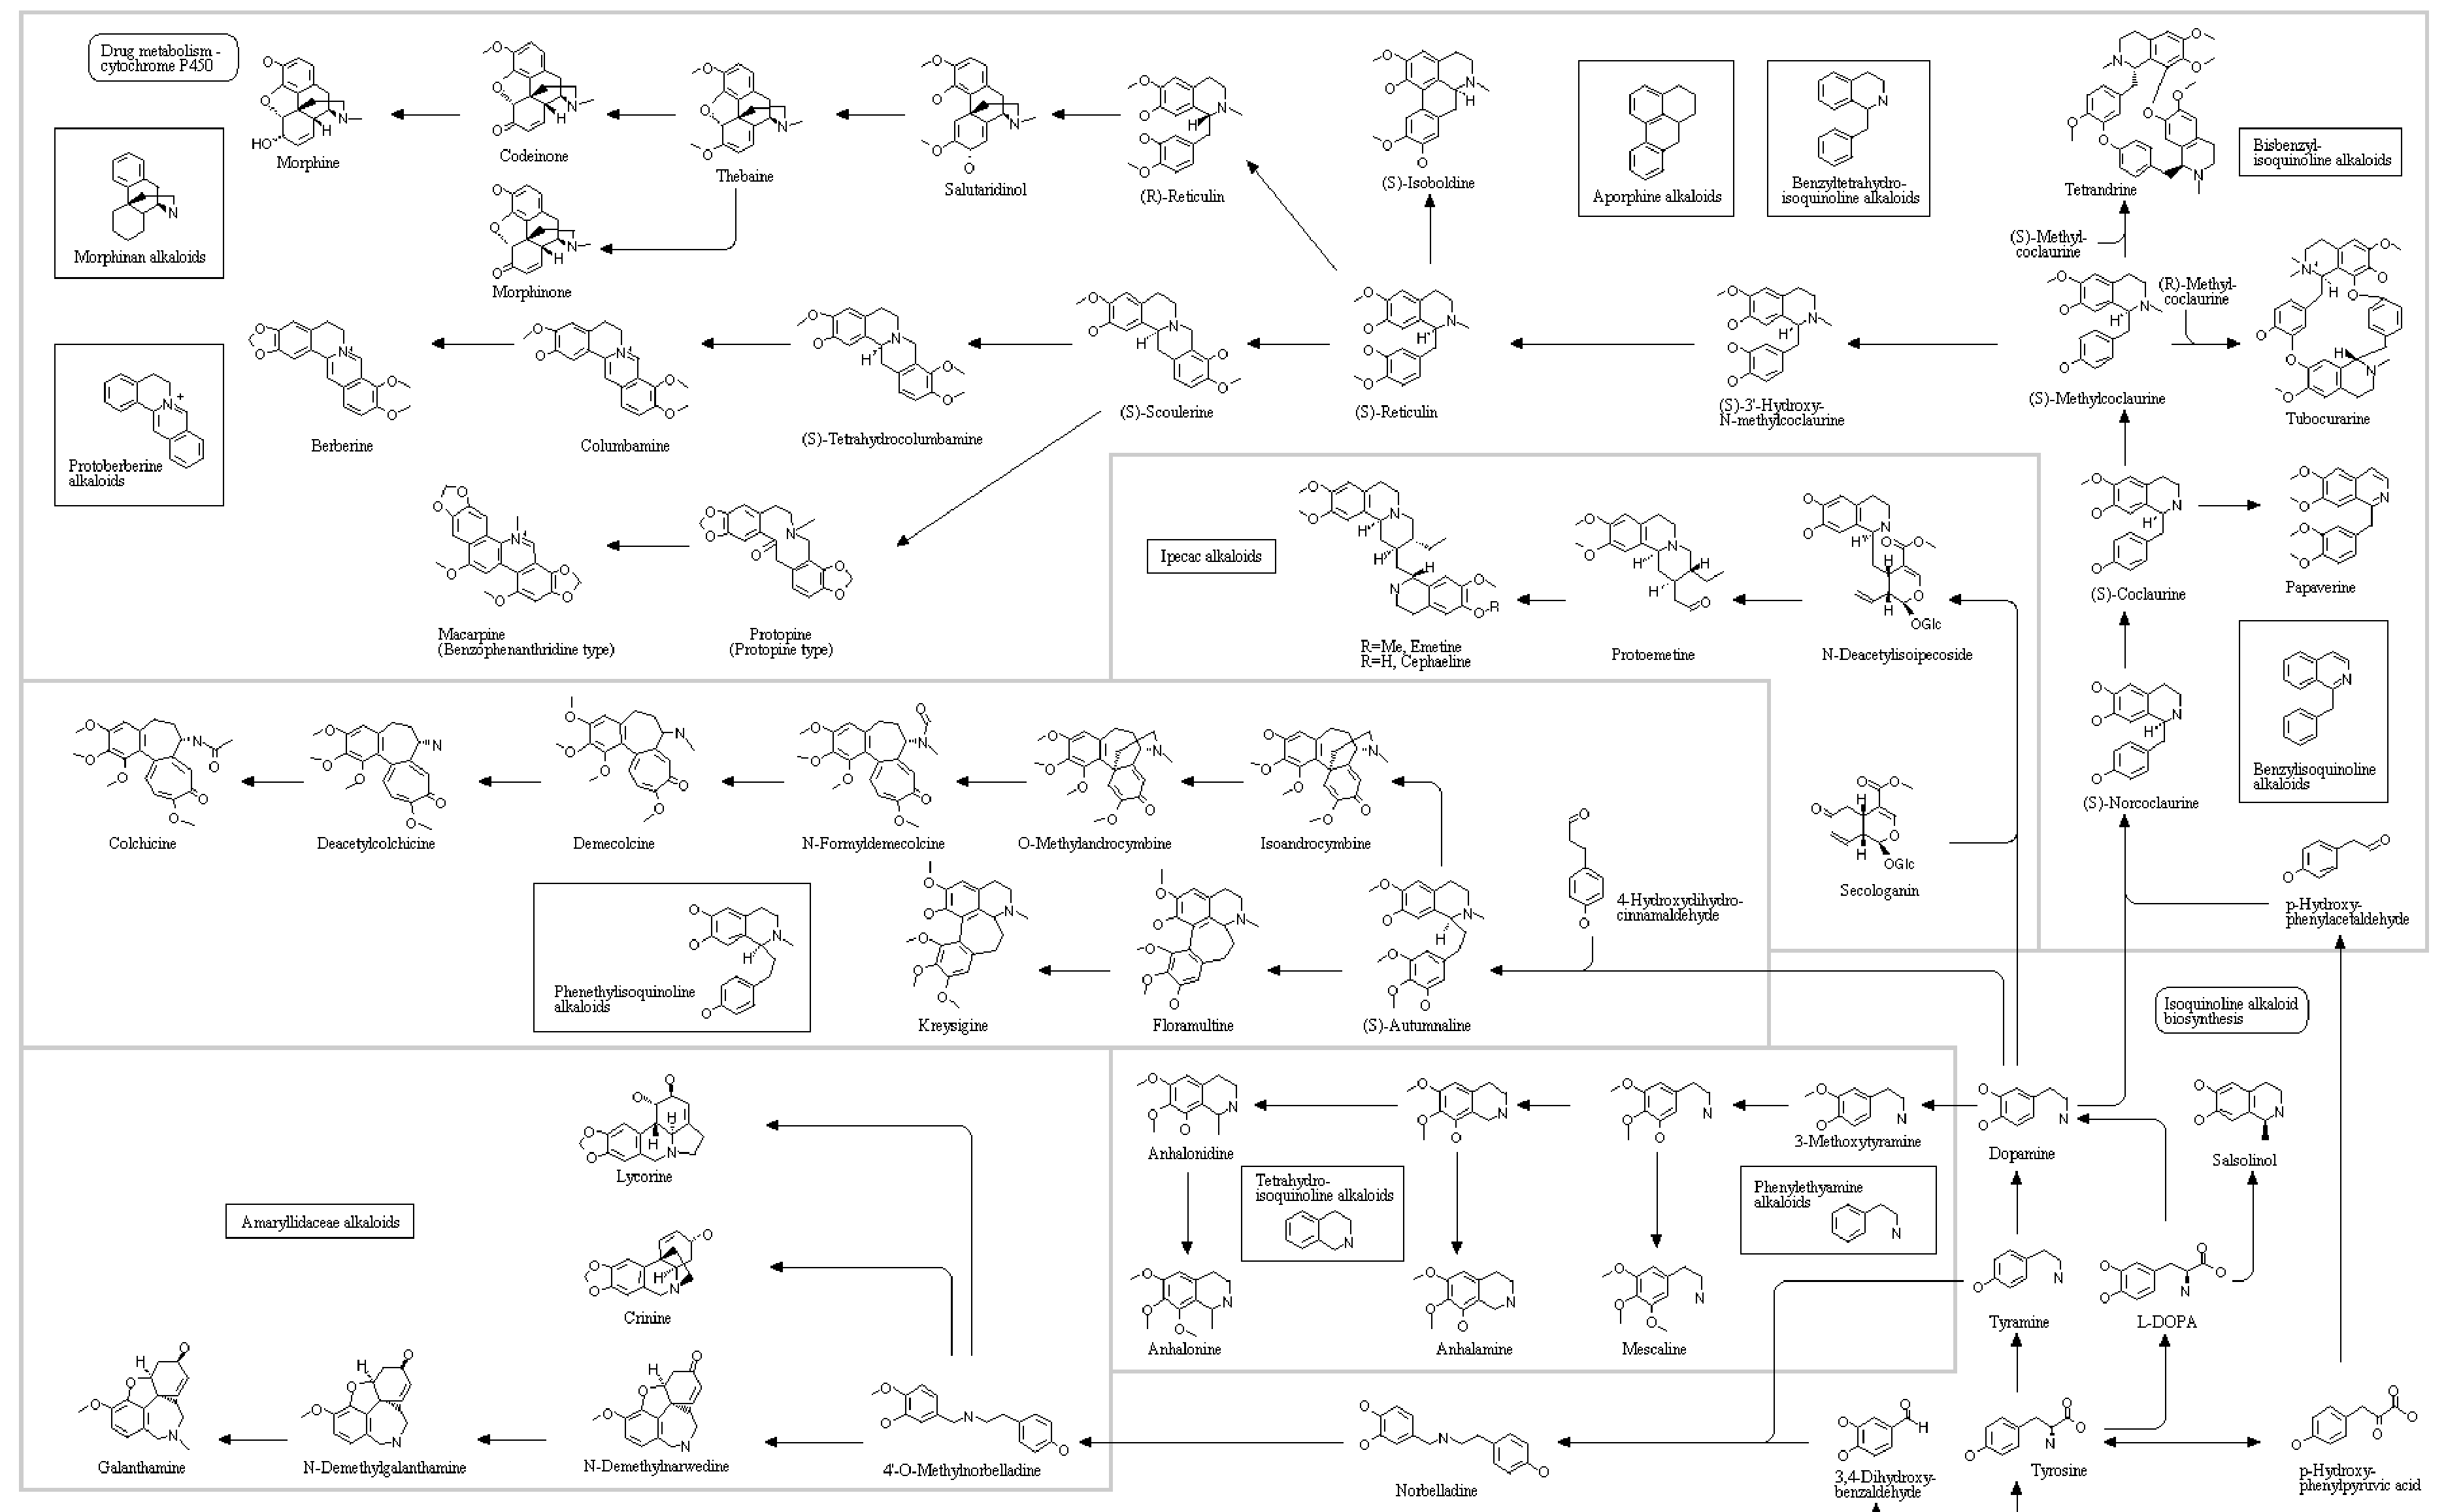 Drug metabolism -
cytochrome P450
Morphine
Codeinone
Thebaine
Salutaridinol
(R)-Reticulin
(S)-Isoboldine
Aporphine alkaloids
Benzyltetrahydro-
isoquinoline alkaloids
Tetrandrine
Bisbenzyl-
isoquinoline alkaloids
Morphinan alkaloids
Morphinone
(S)-Methyl-
coclaurine
(R)-Methyl-
coclaurine
Protoberberine
alkaloids
Berberine
Columbamine
(S)-Tetrahydrocolumbamine
(S)-Scoulerine
(S)-Reticulin
(S)-3'-Hydroxy-
N-methylcoclaurine
(S)-Methylcoclaurine
Tubocurarine
Macarpine
(Benzophenanthridine type)
Protopine
(Protopine type)
Ipecac alkaloids
R=Me, Emetine
R=H, Cephaeline
Protoemetine
N-Deacetylisoipecoside
(S)-Coclaurine
Papaverine
Benzylisoquinoline
alkaloids
(S)-Norcoclaurine
Colchicine
Deacetylcolchicine
Demecolcine
N-Formyldemecolcine
O-Methylandrocymbine
Isoandrocymbine
4-Hydroxydihydro-
cinnamaldehyde
Secologanin
p-Hydroxy-
phenylacetaldehyde
Phenethylisoquinoline
alkaloids
Kreysigine
Floramultine
(S)-Autumnaline
Isoquinoline alkaloid
biosynthesis
Lycorine
Anhalonidine
3-Methoxytyramine
Dopamine
Salsolinol
Tetrahydro-
isoquinoline alkaloids
Phenylethyamine
alkaloids
Amaryllidaceae alkaloids
Crinine
Anhalonine
Anhalamine
Mescaline
Tyramine
L-DOPA
Galanthamine
N-Demethylgalanthamine
N-Demethylnarwedine
4'-O-Methylnorbelladine
Norbelladine
3,4-Dihydroxy-
benzaldehyde
Tyrosine
p-Hydroxy-
phenylpyruvic acid